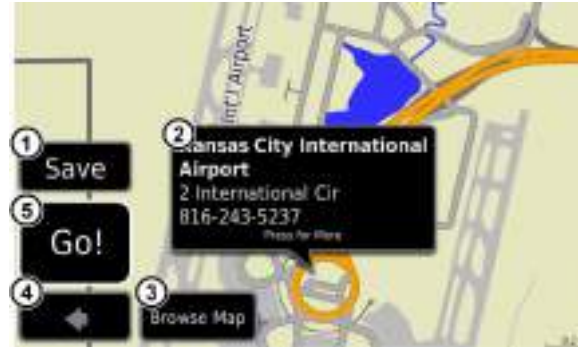 Int'l Airport
1
Save
2
Kansas City International
Airport
2 International Cir
816-243-5237
Press for More
5
Go!
4
3
Browse Map